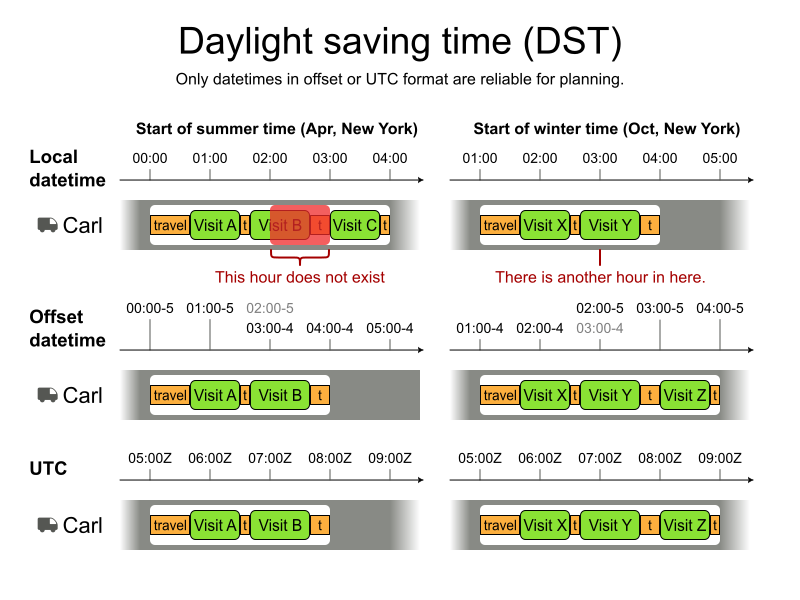 Daylight saving time (DST)
Only datetimes in offset or UTC format are reliable for planning.
Start of summer time (Apr, New York)
Start of winter time (Oct, New York)
Local
datetime
00:00 01:00 02:00 03:00 04:00
01:00 02:00 03:00 04:00 05:00
Carl
travel Visit A t Visit B t Visit C t
travel Visit X t Visit Y t
This hour does not exist
There is another hour in here.
Offset
datetime
00:00-5 01:00-5 02:00-5
03:00-4 04:00-4 05:00-4
02:00-5 03:00-5 04:00-5
01:00-4 02:00-4 03:00-4
Carl
travel Visit A t Visit B t
travel Visit X t Visit Y t Visit Z t
UTC
05:00Z 06:00Z 07:00Z 08:00Z 09:00Z
05:00Z 06:00Z 07:00Z 08:00Z 09:00Z
Carl
travel Visit A t Visit B t
travel Visit X t Visit Y t Visit Z t